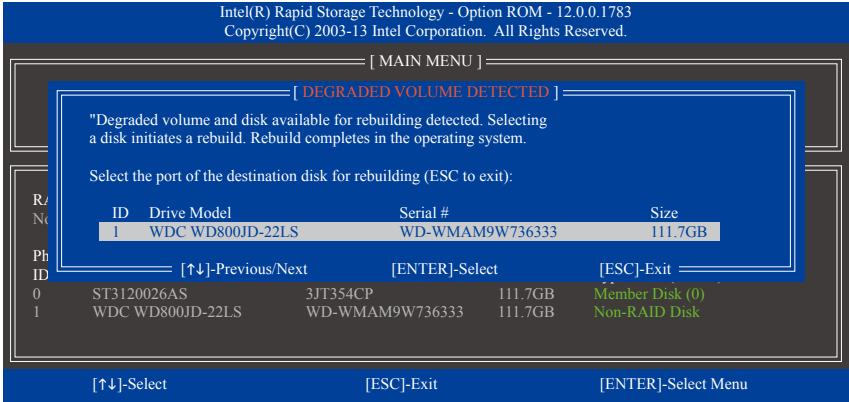 Intel(R) Rapid Storage Technology - Option ROM - 12.0.0.1783
Copyright(C) 2003-13 Intel Corporation. All Rights Reserved.
[ MAIN MENU ]
[ DEGRADED VOLUME DETECTED ]
"Degraded volume and disk available for rebuilding detected. Selecting
a disk initiates a rebuild. Rebuild completes in the operating system.
Select the port of the destination disk for rebuilding (ESC to exit):
ID Drive Model Serial # Size
1 WDC WD800JD-22LS WD-WMAM9W736333 111.7GB
[↑↓]-Previous/Next [ENTER]-Select [ESC]-Exit
ID
0 ST3120026AS 3JT354CP 111.7GB Member Disk (0)
1 WDC WD800JD-22LS WD-WMAM9W736333 111.7GB Non-RAID Disk
[↑↓]-Select [ESC]-Exit [ENTER]-Select Menu